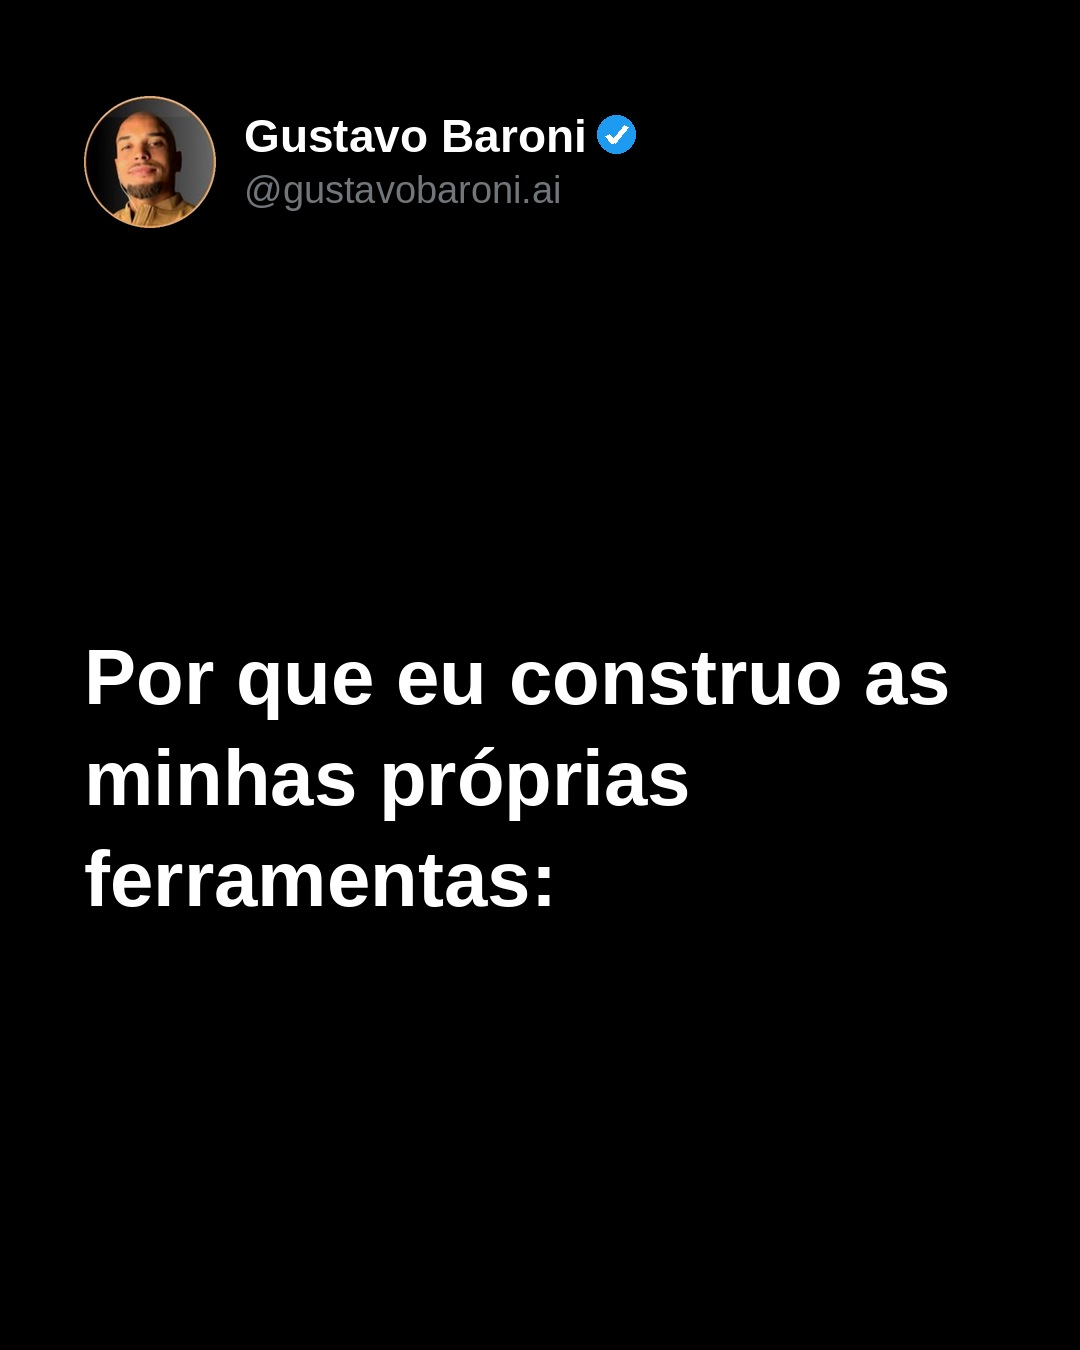 Gustavo Baroni
@gustavobaroni.ai
Por que eu construo as
minhas próprias
ferramentas: